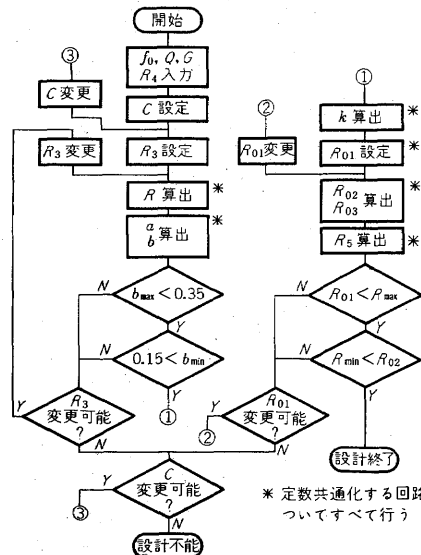 開始
f₀, Q, G
R₄ 入力
③
C 変更
C 設定
R₃ 変更
R₃ 設定
R 算出 *
a
b 算出 *
b max < 0.35
N
Y
0.15 < b min
N
Y
①
Y
R₃
変更可能
?
N
①
k 算出 *
②
R₀₁ 変更
R₀₁ 設定 *
R₀₂
R₀₃ 算出 *
R₅ 算出 *
R₀₁ < R max
N
Y
R min < R₀₂
N
Y
設計終了
R₀₁
変更可能
?
Y
②
N
C
変更可能
?
Y
③
N
設計不能
* 定数共通化する回路
ついてすべて行う